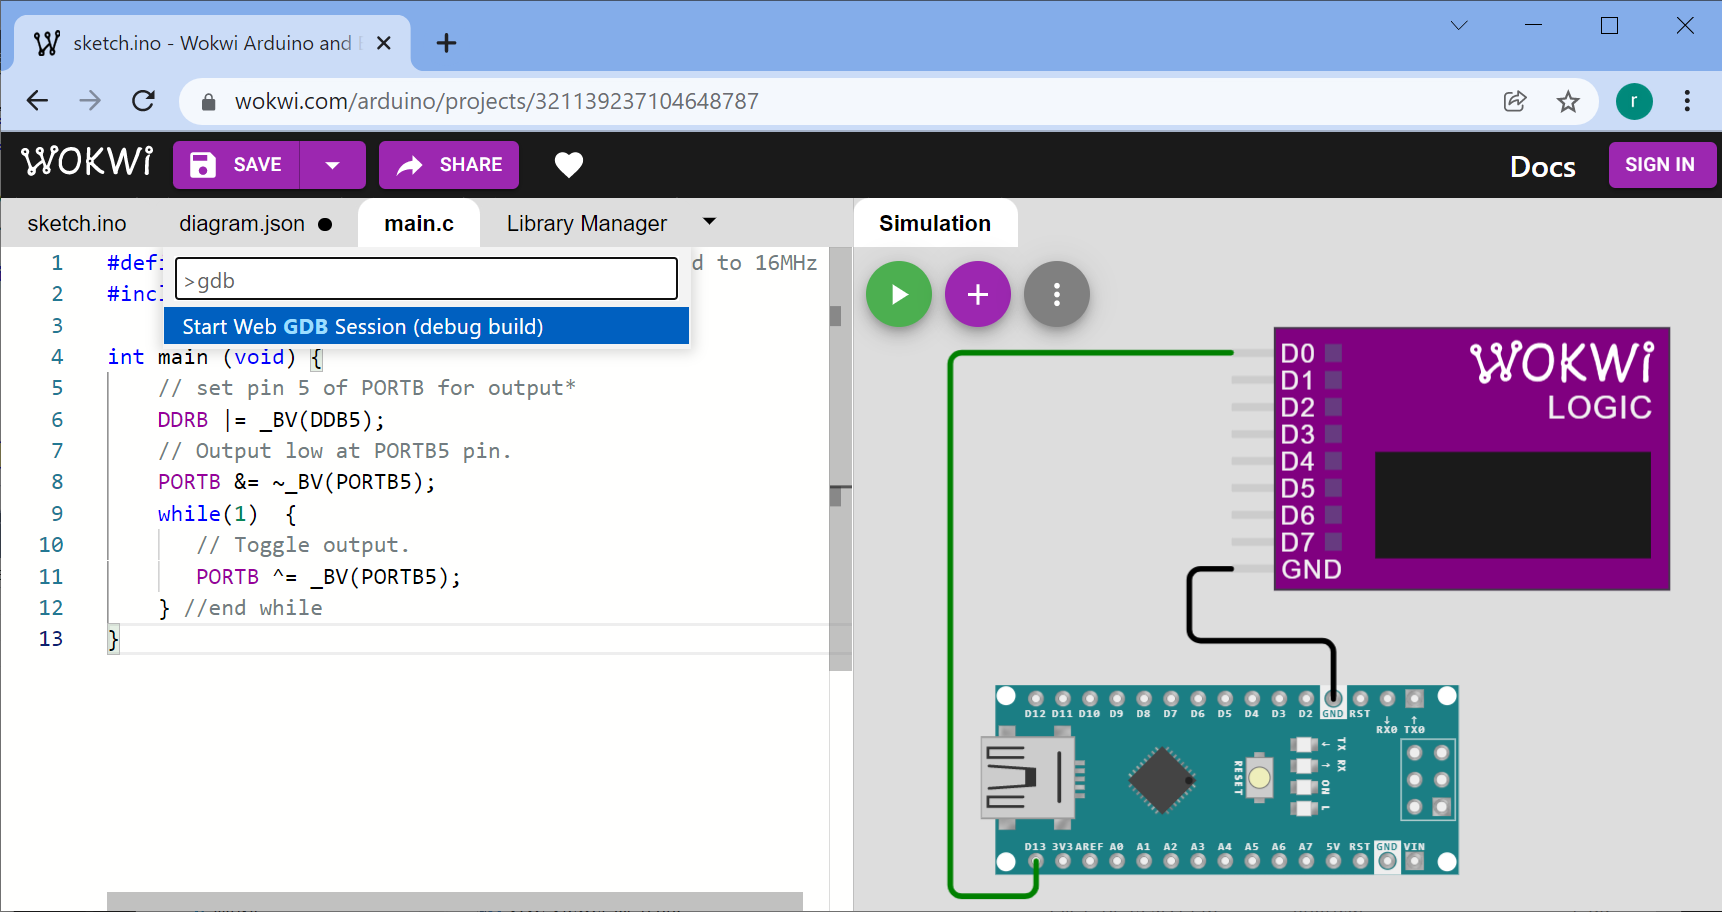 sketch.ino - Wokwi Arduino and
wokwi.com/arduino/projects/321139237104648787
r
WOKWi
SAVE
SHARE
Docs
SIGN IN
sketch.ino
diagram.json
main.c
Library Manager
Simulation
>gdb
Start Web GDB Session (debug build)
1 #defi d to 16MHz
2 #incl
3
4 int main (void) {
5 // set pin 5 of PORTB for output*
6 DDRB |= _BV(DDB5);
7 // Output low at PORTB5 pin.
8 PORTB &= ~_BV(PORTB5);
9 while(1) {
10 // Toggle output.
11 PORTB ^= _BV(PORTB5);
12 } //end while
13 }
WOKWi
LOGIC
D0
D1
D2
D3
D4
D5
D6
D7
GND
D12 D11 D10 D9 D8 D7 D6 D5 D4 D3 D2 GND RST
RX0 TX0
RESET
TX
RX
ON
L
D13 3V3 AREF A0 A1 A2 A3 A4 A5 A6 A7 5V RST GND VIN